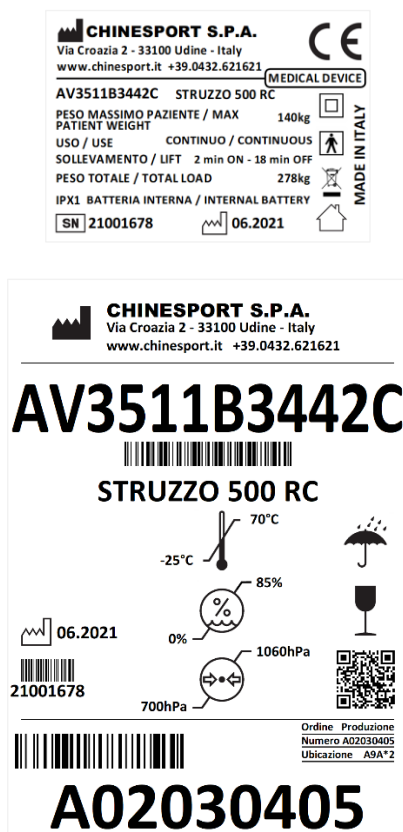 CHINESPORT S.P.A.
Via Croazia 2 - 33100 Udine - Italy
www.chinesport.it +39.0432.621621
CE
MEDICAL DEVICE
AV3511B3442C STRUZZO 500 RC
PESO MASSIMO PAZIENTE / MAX
PATIENT WEIGHT 140kg
USO / USE CONTINUO / CONTINUOUS
SOLLEVAMENTO / LIFT 2 min ON - 18 min OFF
PESO TOTALE / TOTAL LOAD 278kg
IPX1 BATTERIA INTERNA / INTERNAL BATTERY
SN 21001678 06.2021
MADE IN ITALY
CHINESPORT S.P.A.
Via Croazia 2 - 33100 Udine - Italy
www.chinesport.it +39.0432.621621
AV3511B3442C
STRUZZO 500 RC
70°C
-25°C
85%
%
0%
06.2021
1060hPa
21001678
700hPa
Ordine Produzione
Numero A02030405
Ubicazione A9A*2
A02030405